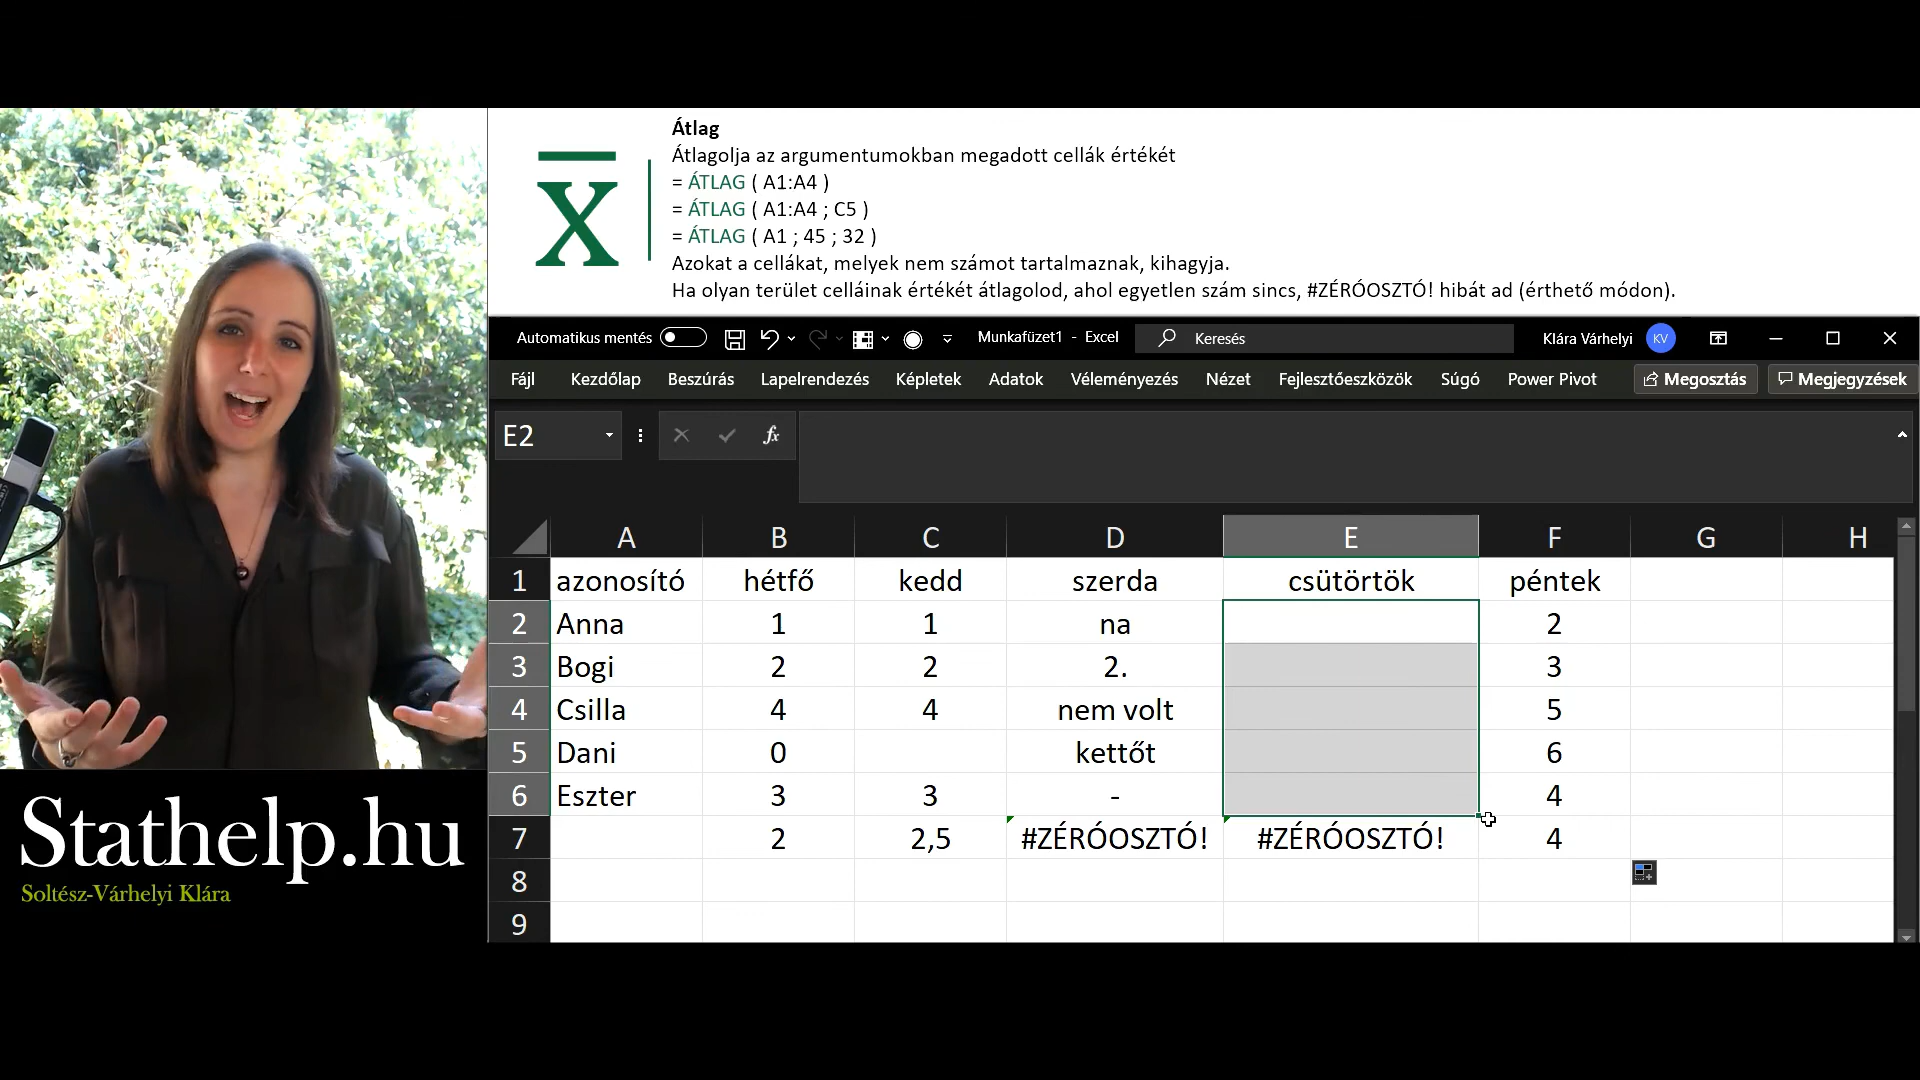 Átlag
Átlagolja az argumentumokban megadott cellák értékét
= ÁTLAG ( A1:A4 )
= ÁTLAG ( A1:A4 ; C5 )
= ÁTLAG ( A1 ; 45 ; 32 )
Azokat a cellákat, melyek nem számot tartalmaznak, kihagyja.
Ha olyan terület celláinak értékét átlagolod, ahol egyetlen szám sincs, #ZÉRÓOSZTÓ! hibát ad (érthető módon).
x
Automatikus mentés Munkafüzet1 - Excel Keresés Klára Várhelyi KV
Fájl Kezdőlap Beszúrás Lapelrendezés Képletek Adatok Véleményezés Nézet Fejlesztőeszközök Súgó Power Pivot Megosztás Megjegyzések
E2 fx
A B C D E F G H
1 azonosító hétfő kedd szerda csütörtök péntek
2 Anna 1 1 na 2
3 Bogi 2 2 2. 3
4 Csilla 4 4 nem volt 5
5 Dani 0 kettőt 6
6 Eszter 3 3 - 4
7 2 2,5 #ZÉRÓOSZTÓ! #ZÉRÓOSZTÓ! 4
8
9
Stathelp.hu
Soltész-Várhelyi Klára